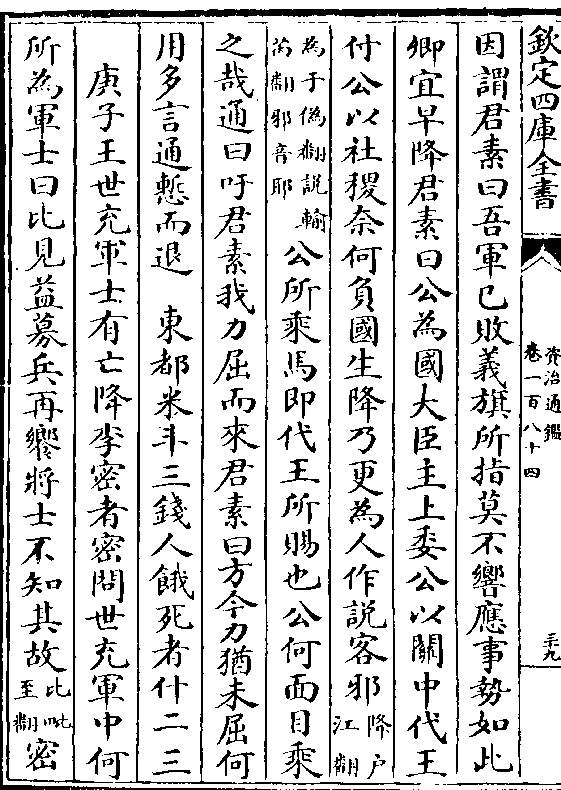 欽定四庫全書
資治通鑑
卷一百八十四
三九
因謂君素曰吾軍已敗義旗所指莫不響應事勢如此
卿宜早降君素曰公為國大臣主上委公以關中代王
付公以社稷奈何負國生降乃更為人作説客邪降户江翻
為于偽翻説輸芮翻邪音耶公所乘馬即代王所賜也公何面目乘
之哉通曰吁君素我力屈而來君素曰方今力猶未屈何
用多言通慙而退 東都米斗三錢人餓死者什二三
庚子王世充軍士有亡降李密者密問世充軍中何
所為軍士曰比見益募兵再饗將士不知其故比毗至翻密